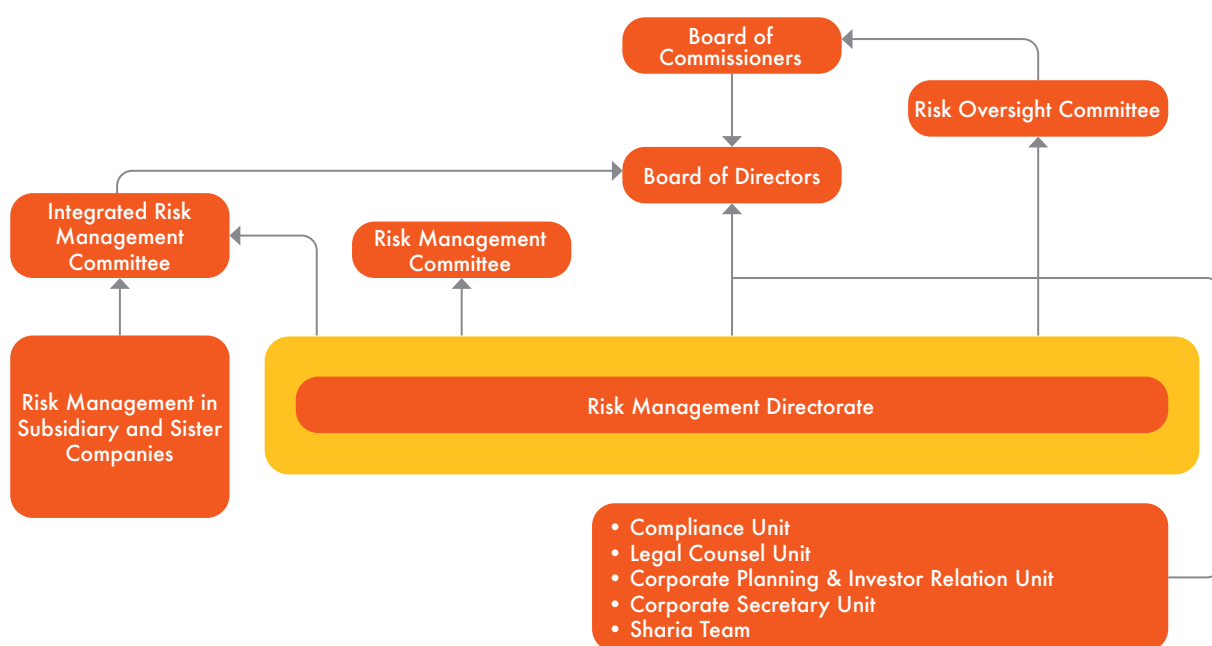 Board of
Commissioners
Risk Oversight Committee
Board of Directors
Integrated Risk
Management
Committee
Risk Management
Committee
Risk Management in
Subsidiary and Sister
Companies
Risk Management Directorate
• Compliance Unit
• Legal Counsel Unit
• Corporate Planning & Investor Relation Unit
• Corporate Secretary Unit
• Sharia Team